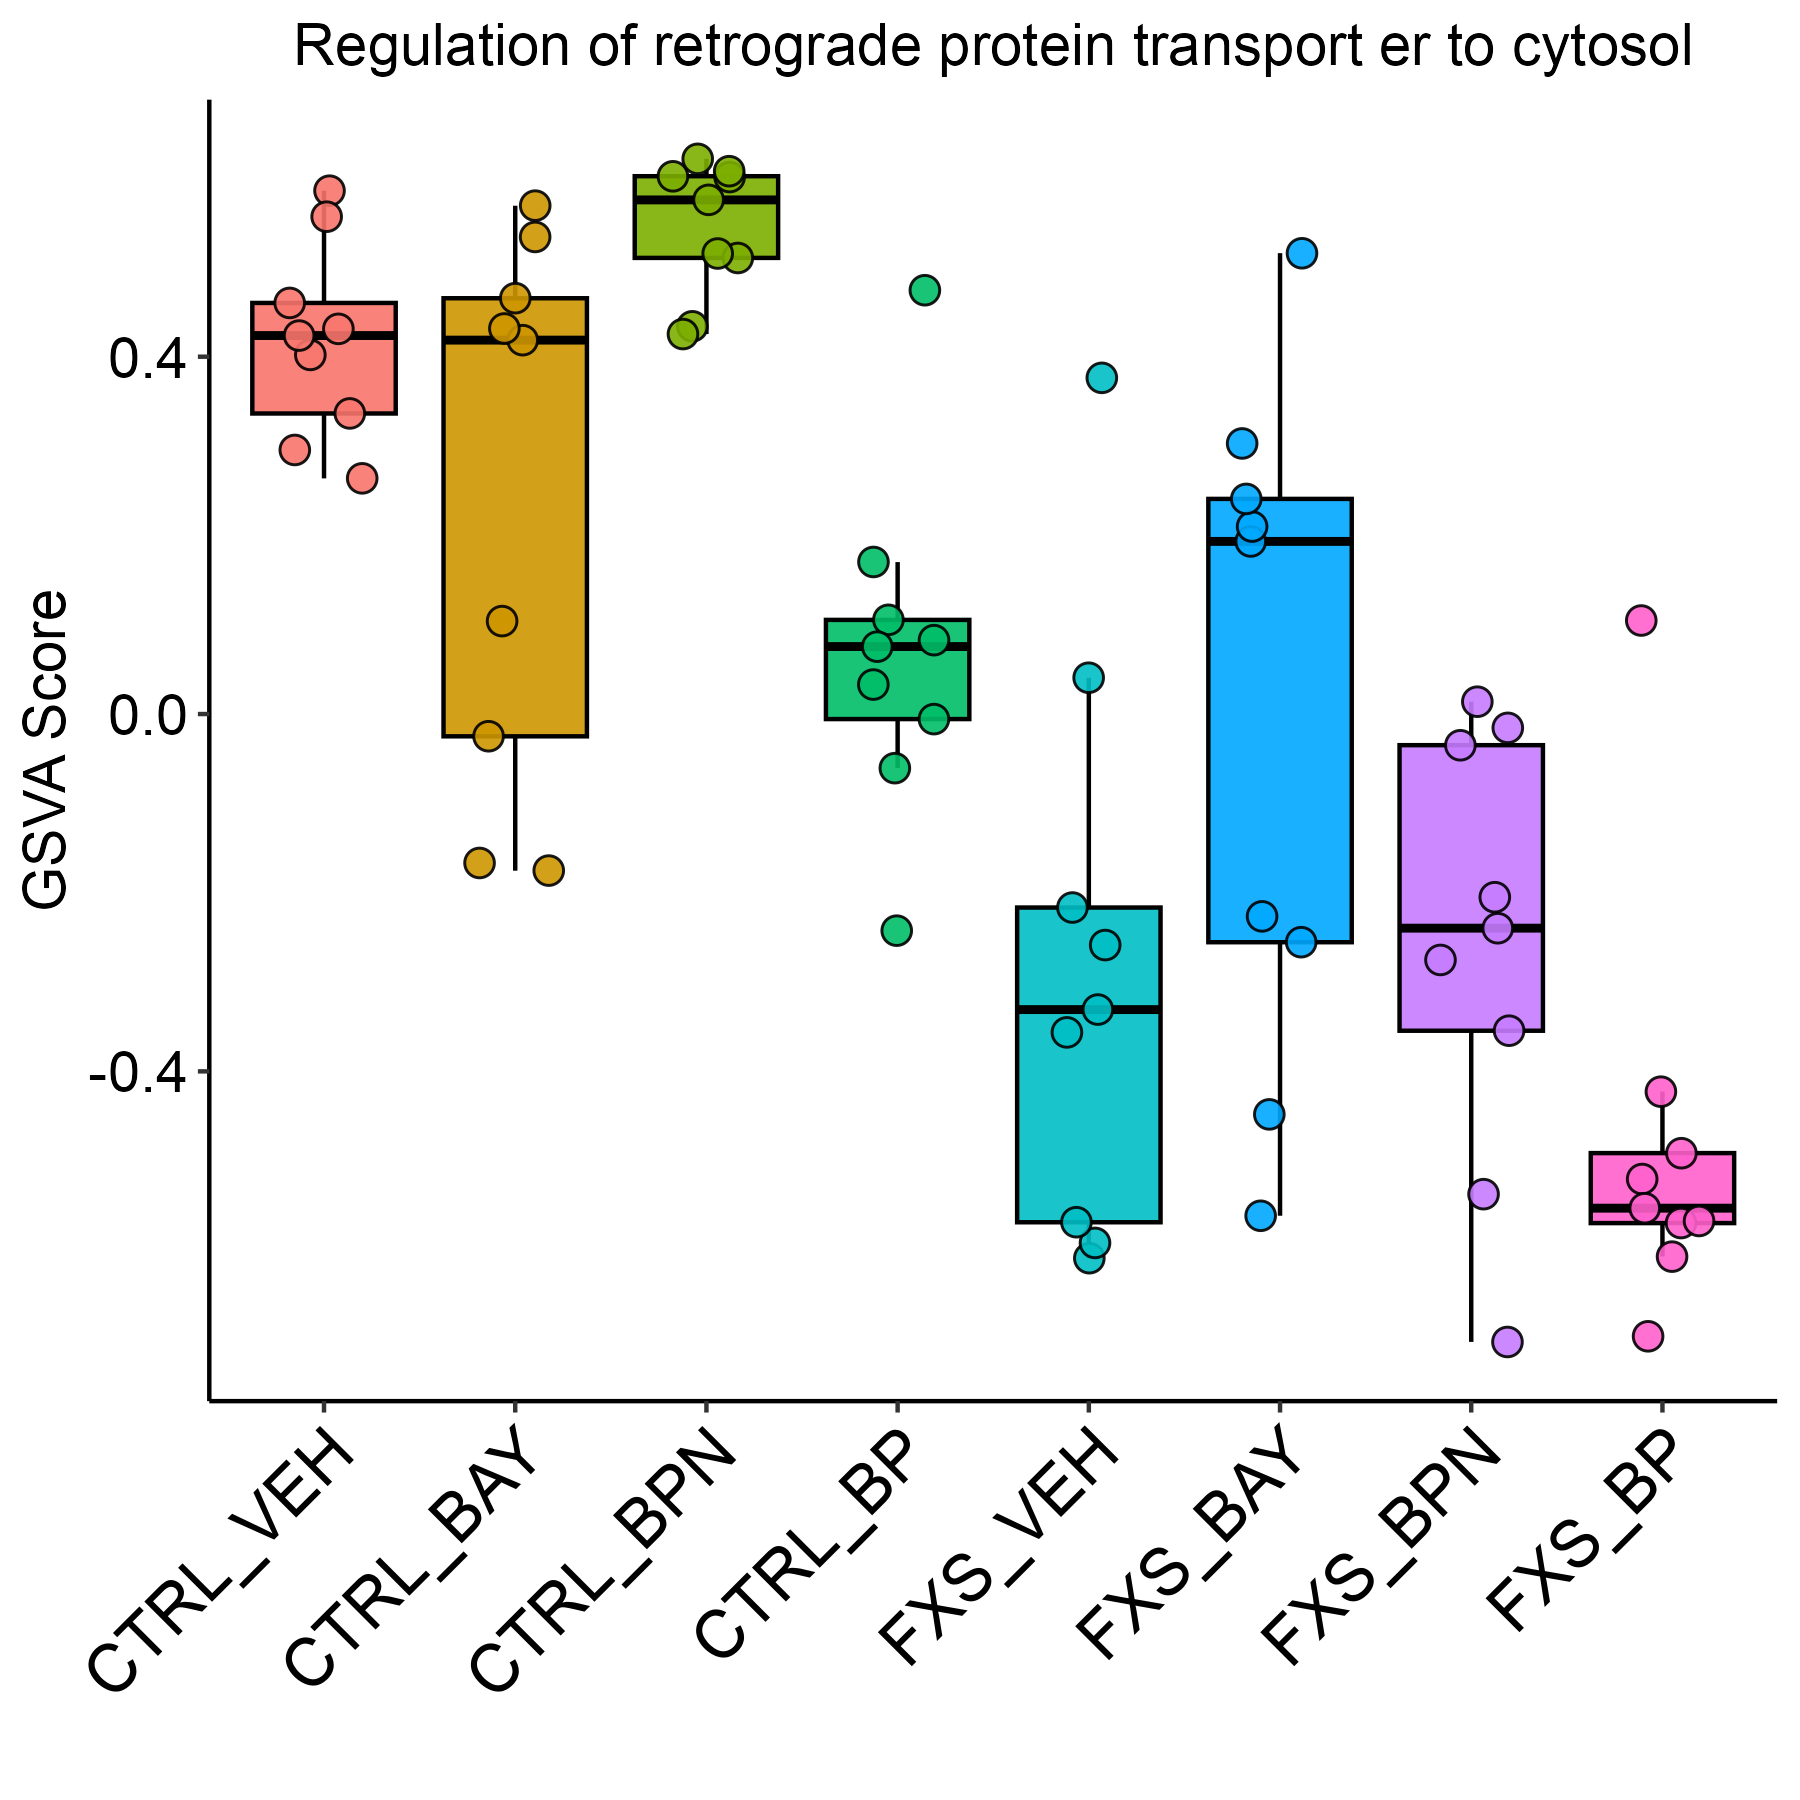 Regulation of retrograde protein transport er to cytosol
GSVA Score
0.4
0.0
-0.4
CTRL_VEH
CTRL_BAY
CTRL_BPN
CTRL_BP
FXS_VEH
FXS_BAY
FXS_BPN
FXS_BP